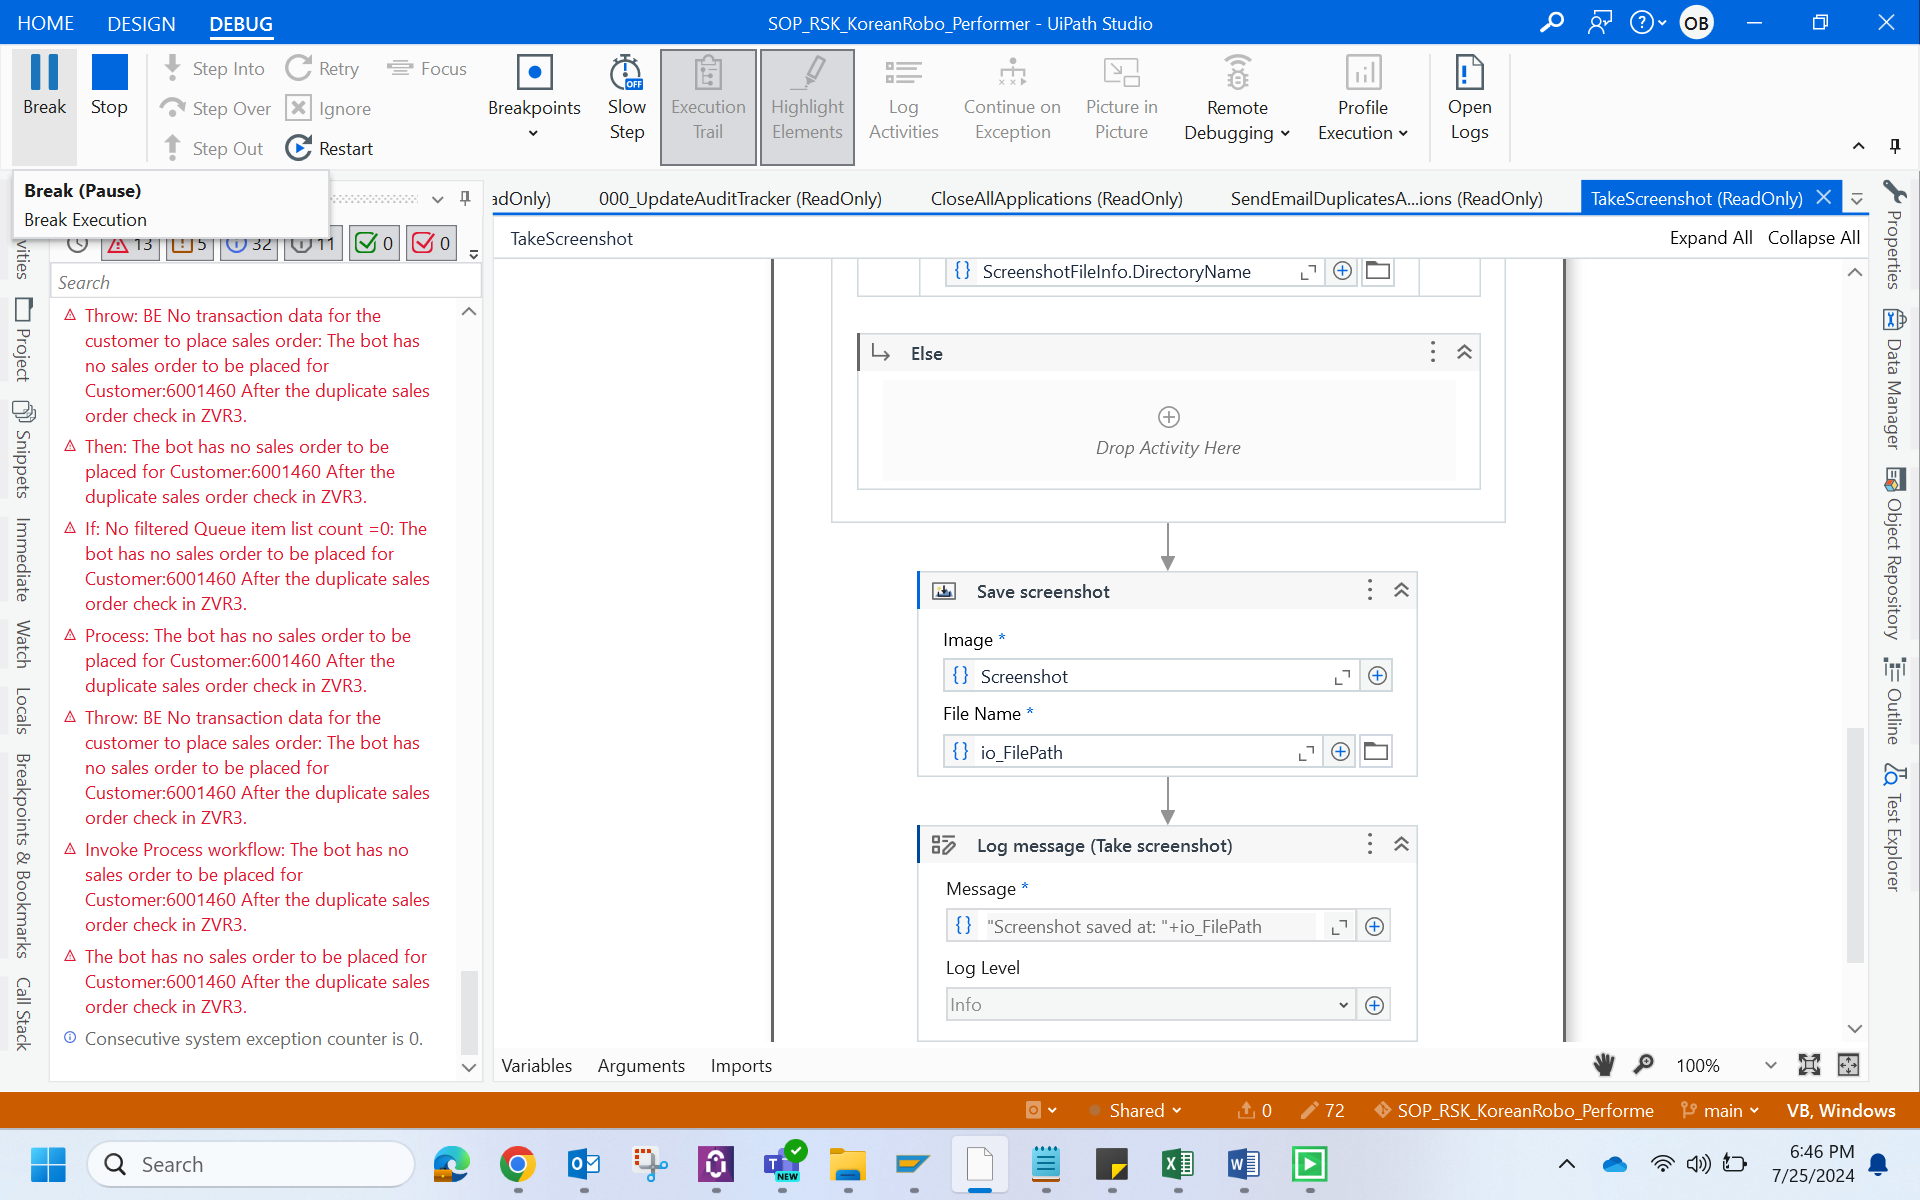 HOME
DESIGN
DEBUG
SOP_RSK_KoreanRobo_Performer - UiPath Studio
OB
Break
Stop
Step Into
Step Over
Step Out
Retry
Ignore
Restart
Focus
Breakpoints
Slow
Step
OFF
Execution
Trail
Highlight
Elements
Log
Activities
Continue on
Exception
Picture in
Picture
Remote
Debugging
Profile
Execution
Open
Logs
Break (Pause)
Break Execution
adOnly)
000_UpdateAuditTracker (ReadOnly)
CloseAllApplications (ReadOnly)
SendEmailDuplicatesA...ions (ReadOnly)
TakeScreenshot (ReadOnly)
13
5
32
11
0
0
Search
Throw: BE No transaction data for the
customer to place sales order: The bot has
no sales order to be placed for
Customer:6001460 After the duplicate sales
order check in ZVR3.
Then: The bot has no sales order to be
placed for Customer:6001460 After the
duplicate sales order check in ZVR3.
If: No filtered Queue item list count =0: The
bot has no sales order to be placed for
Customer:6001460 After the duplicate sales
order check in ZVR3.
Process: The bot has no sales order to be
placed for Customer:6001460 After the
duplicate sales order check in ZVR3.
Throw: BE No transaction data for the
customer to place sales order: The bot has
no sales order to be placed for
Customer:6001460 After the duplicate sales
order check in ZVR3.
Invoke Process workflow: The bot has no
sales order to be placed for
Customer:6001460 After the duplicate sales
order check in ZVR3.
The bot has no sales order to be placed for
Customer:6001460 After the duplicate sales
order check in ZVR3.
Consecutive system exception counter is 0.
vities
Project
Snippets
Immediate
Watch
Locals
Breakpoints & Bookmarks
Call Stack
TakeScreenshot
Expand All
Collapse All
ScreenshotFileInfo.DirectoryName
Else
Drop Activity Here
Save screenshot
Image *
Screenshot
File Name *
io_FilePath
Log message (Take screenshot)
Message *
"Screenshot saved at: "+io_FilePath
Log Level
Info
Variables
Arguments
Imports
100%
Properties
Data Manager
Object Repository
Outline
Test Explorer
Shared
0
72
SOP_RSK_KoreanRobo_Performe
main
VB, Windows
Search
NEW
6:46 PM
7/25/2024